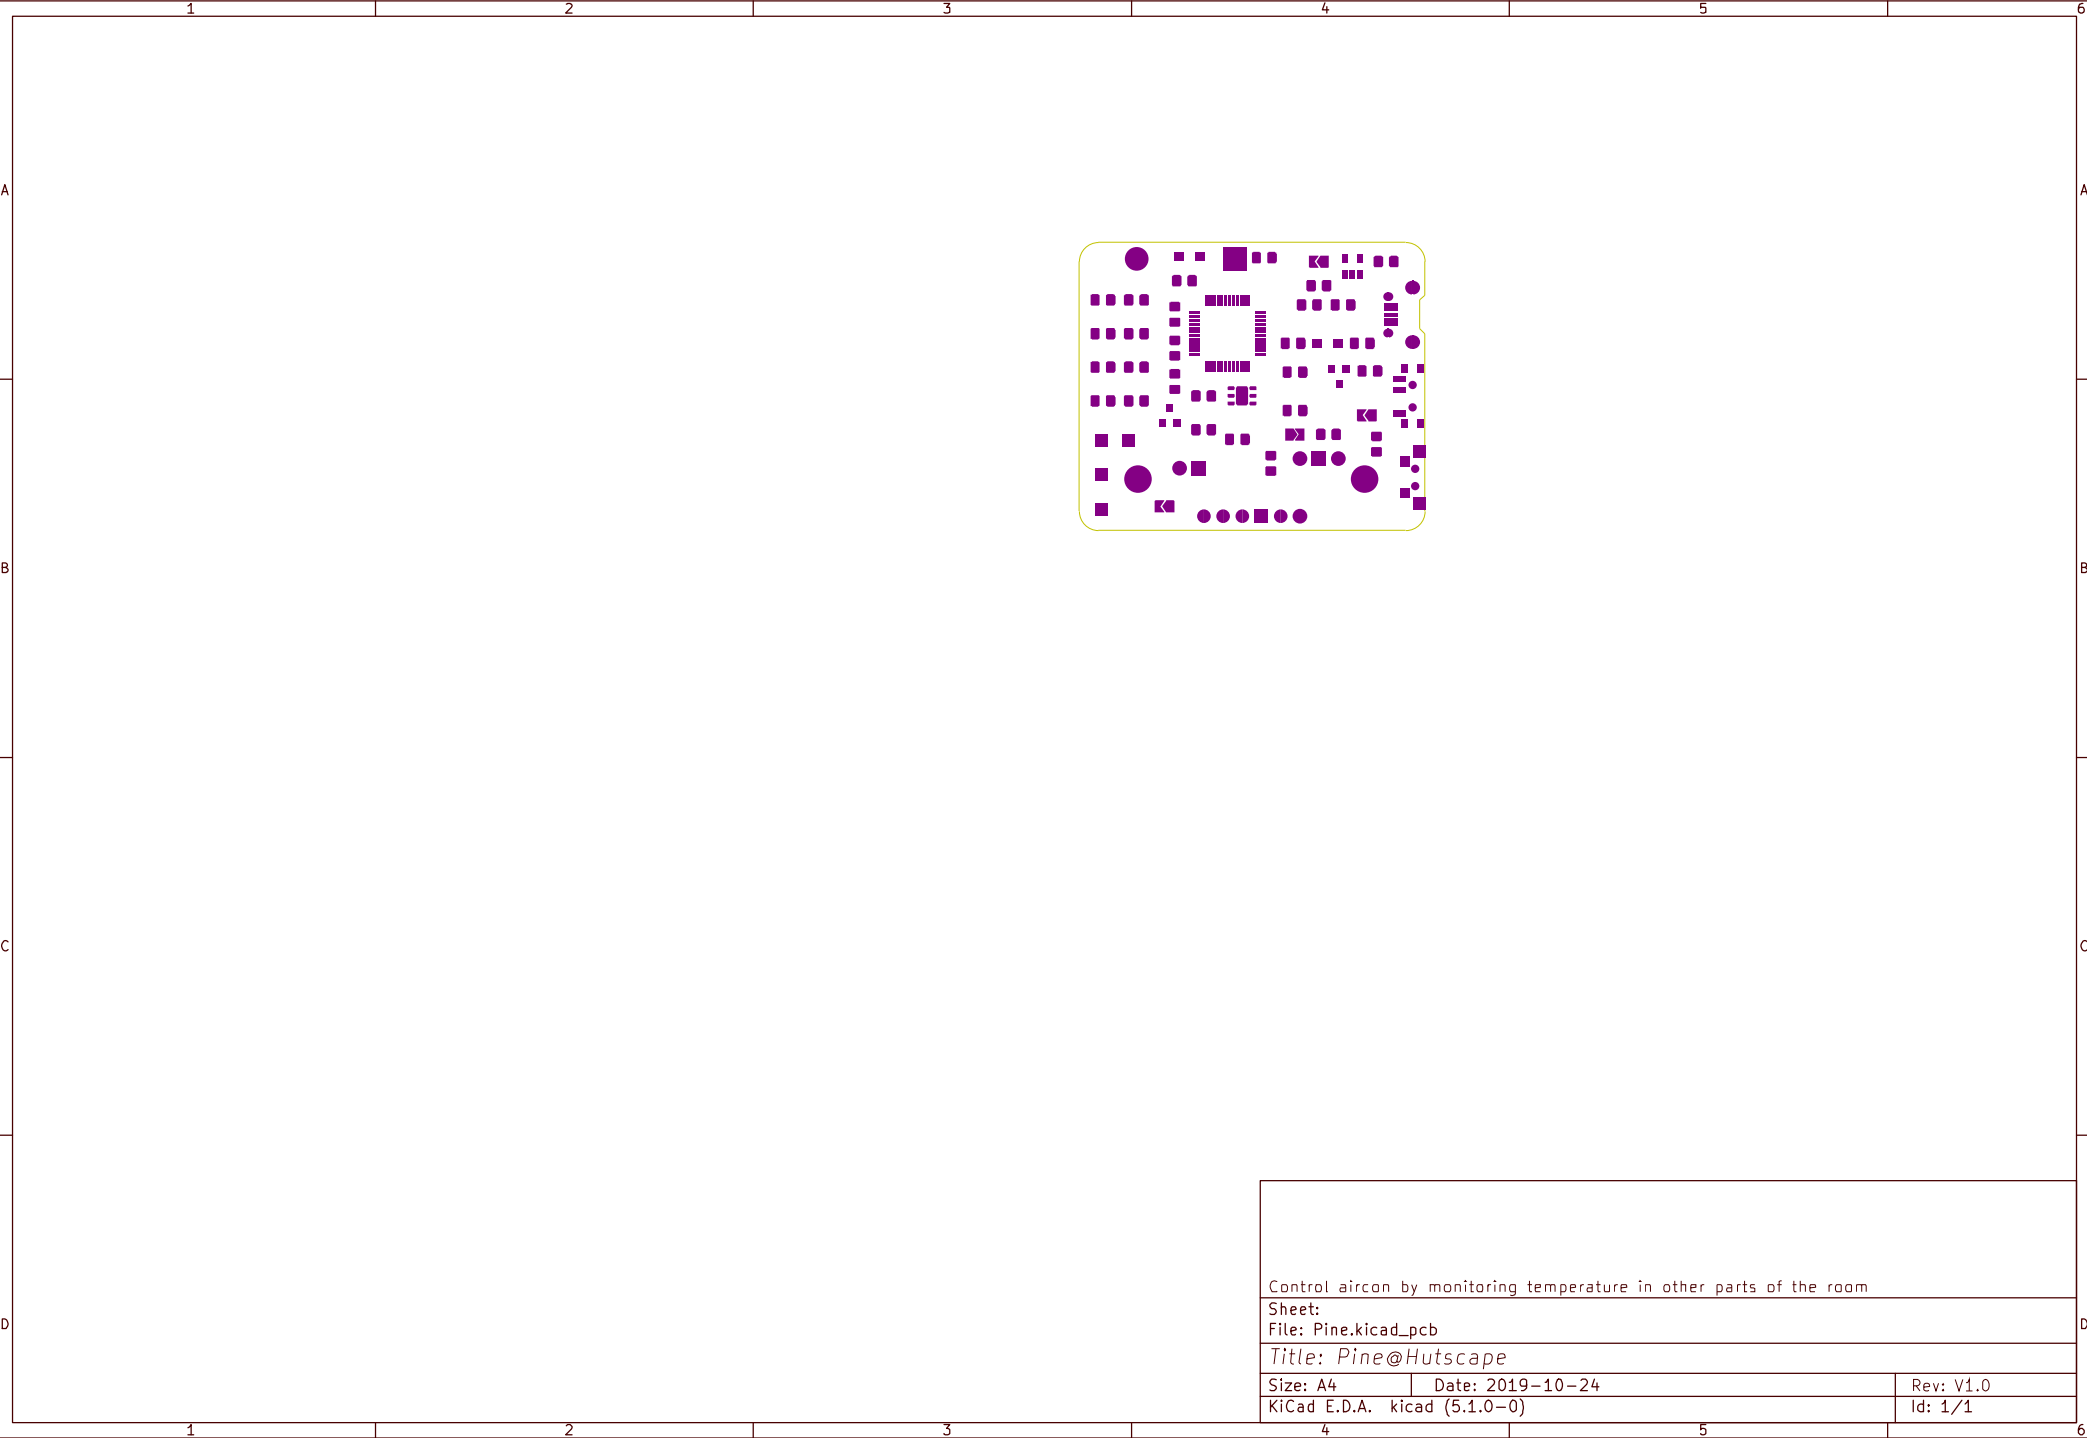 1 2 3 4 5 6
A A
B B
C C
D D
Control aircon by monitoring temperature in other parts of the room
Sheet:
File: Pine.kicad_pcb
Title: Pine@Hutscape
Size: A4 Date: 2019-10-24 Rev: V1.0
KiCad E.D.A. kicad (5.1.0-0) Id: 1/1
1 2 3 4 5 6